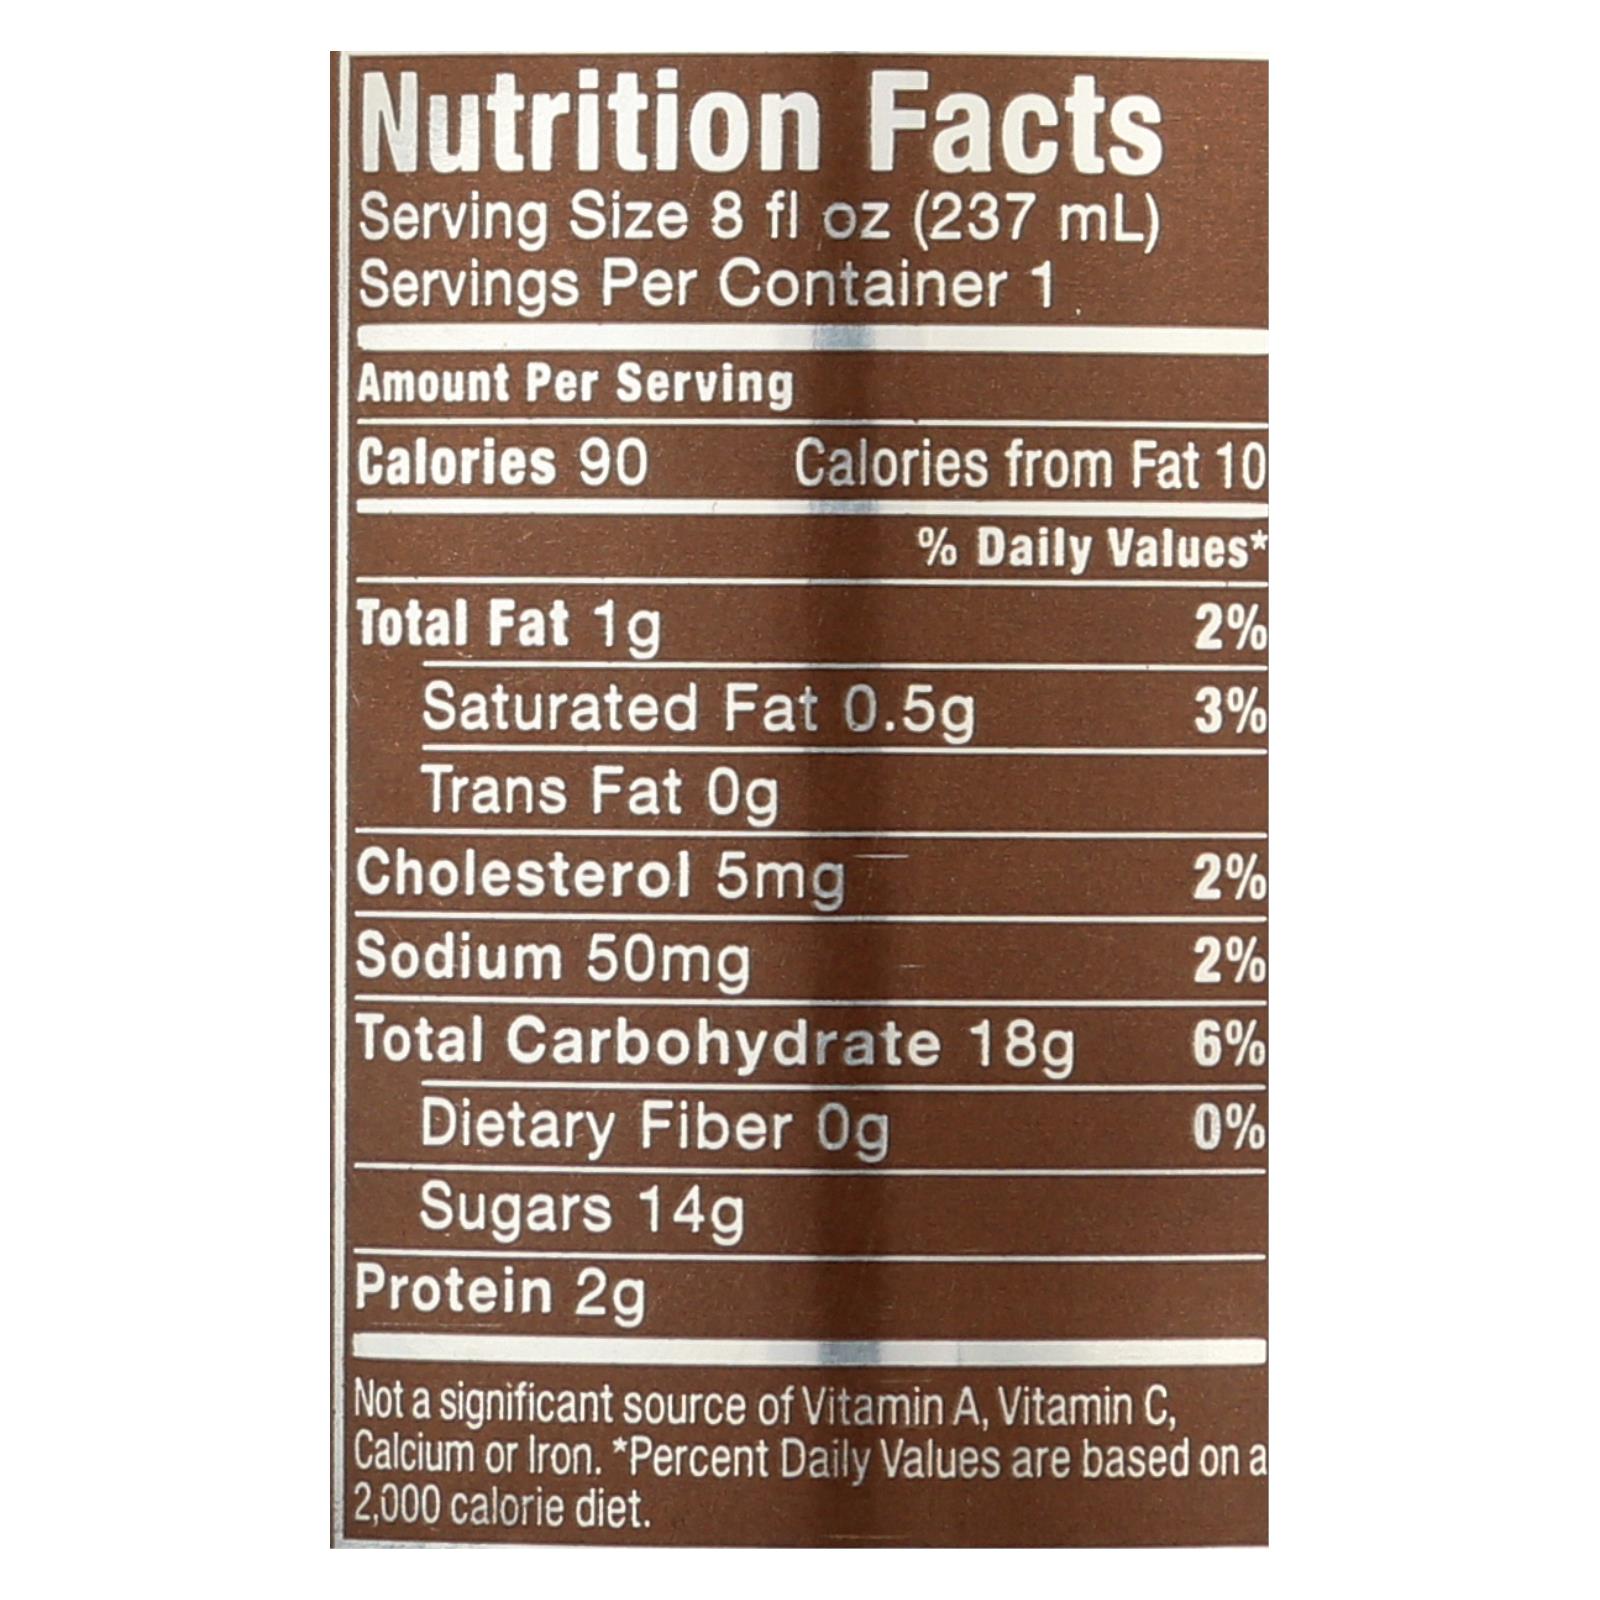 Nutrition Facts
Serving Size 8 fl oz (237 mL)
Servings Per Container 1
Amount Per Serving
Calories 90 Calories from Fat 10
% Daily Values*
Total Fat 1g 2%
Saturated Fat 0.5g 3%
Trans Fat 0g
Cholesterol 5mg 2%
Sodium 50mg 2%
Total Carbohydrate 18g 6%
Dietary Fiber 0g 0%
Sugars 14g
Protein 2g
Not a significant source of Vitamin A, Vitamin C,
Calcium or Iron. *Percent Daily Values are based on a
2,000 calorie diet.